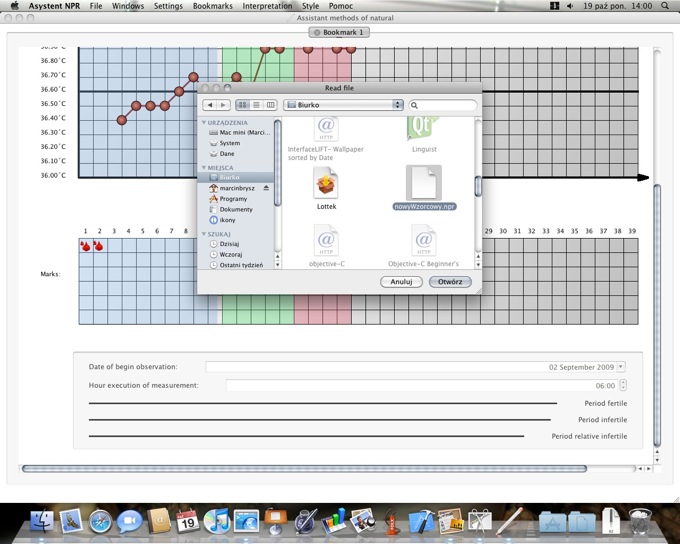 Asystent NPR File Windows Settings Bookmarks Interpretation Style Pomoc 19 paź pon. 14:00
Assistant methods of natural
Bookmark 1
36.90°C
36.80°C
36.70°C
36.60°C
36.50°C
36.40°C
36.30°C
36.20°C
36.10°C
36.00°C
Read file
Biurko
URZĄDZENIA
Mac mini (Marci...
System
Dane
MIEJSCA
Biurko
marcinbrysz
Programy
Dokumenty
ikony
SZUKAJ
Dzisiaj
Wczoraj
Ostatni tydzień
HTTP
InterfaceLIFT- Wallpaper
sorted by Date
Qt
Linguist
Lottek
nowyWzorcowy.npr
HTTP
objective-C
HTTP
Objective-C Beginner's
Anuluj
Otwórz
1 2 3 4 5 6 7 8 29 30 31 32 33 34 35 36 37 38 39
Marks:
Date of begin observation: 02 September 2009
Hour execution of measurement: 06:00
Period fertile
Period infertile
Period relative infertile
19